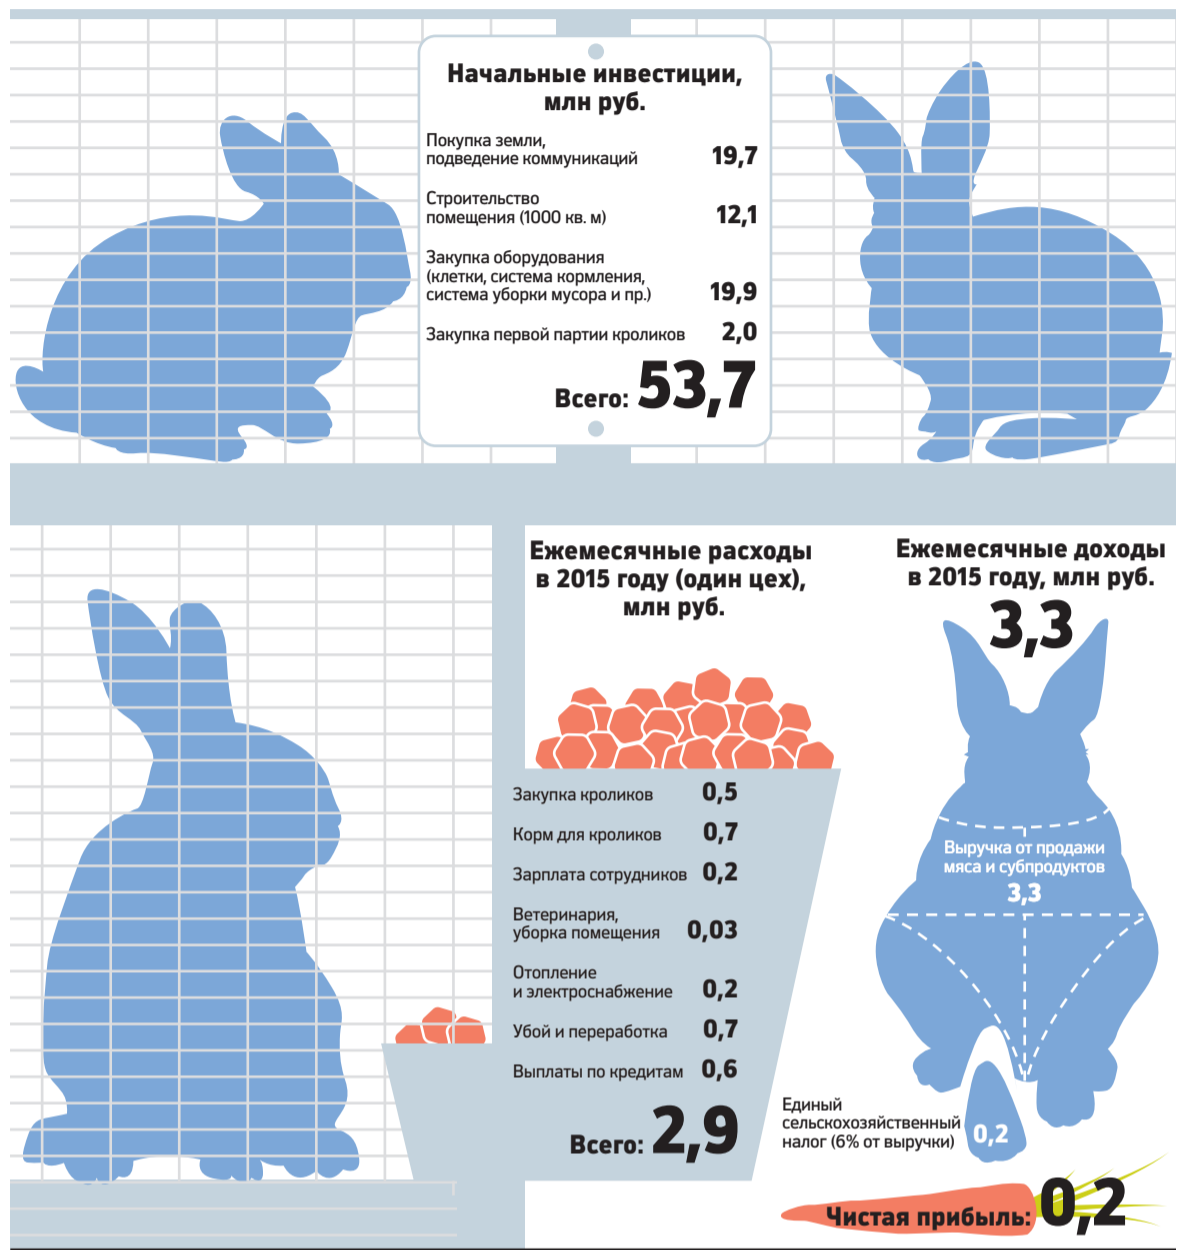 Начальные инвестиции,
млн руб.
Покупка земли,
подведение коммуникаций 19,7
Строительство
помещения (1000 кв. м) 12,1
Закупка оборудования
(клетки, система кормления,
система уборки мусора и пр.) 19,9
Закупка первой партии кроликов 2,0
Всего: 53,7
Ежемесячные расходы
в 2015 году (один цех),
млн руб.
Закупка кроликов 0,5
Корм для кроликов 0,7
Зарплата сотрудников 0,2
Ветеринария,
уборка помещения 0,03
Отопление
и электроснабжение 0,2
Убой и переработка 0,7
Выплаты по кредитам 0,6
Всего: 2,9
Ежемесячные доходы
в 2015 году, млн руб.
3,3
Выручка от продажи
мяса и субпродуктов
3,3
Единый
сельскохозяйственный
налог (6% от выручки) 0,2
Чистая прибыль: 0,2